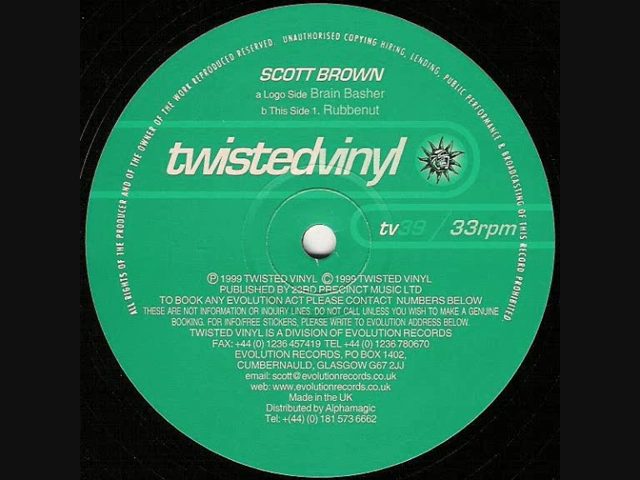 ALL RIGHTS OF THE PRODUCER AND OF THE OWNER OF THE WORK REPRODUCED RESERVED. UNAUTHORISED COPYING HIRING, LENDING, PUBLIC PERFORMANCE & BROADCASTING OF THIS RECORD PROHIBITED
SCOTT BROWN
a Logo Side Brain Basher
b This Side 1. Rubbenut
twistedvinyl
tv39 / 33rpm
℗ 1999 TWISTED VINYL © 1999 TWISTED VINYL
PUBLISHED BY 23RD PRECINCT MUSIC LTD
TO BOOK ANY EVOLUTION ACT PLEASE CONTACT NUMBERS BELOW
THESE ARE NOT INFORMATION OR INQUIRY LINES. DO NOT CALL UNLESS YOU WISH TO MAKE A GENUINE
BOOKING. FOR INFO/FREE STICKERS, PLEASE WRITE TO EVOLUTION ADDRESS BELOW.
TWISTED VINYL IS A DIVISION OF EVOLUTION RECORDS
FAX: +44 (0) 1236 457419 TEL +44 (0) 1236 780670
EVOLUTION RECORDS, PO BOX 1402,
CUMBERNAULD, GLASGOW G67 2JJ
email: scott@evolutionrecords.co.uk
web: www.evolutionrecords.co.uk
Made in the UK
Distributed by Alphamagic
Tel: +(44) (0) 181 573 6662